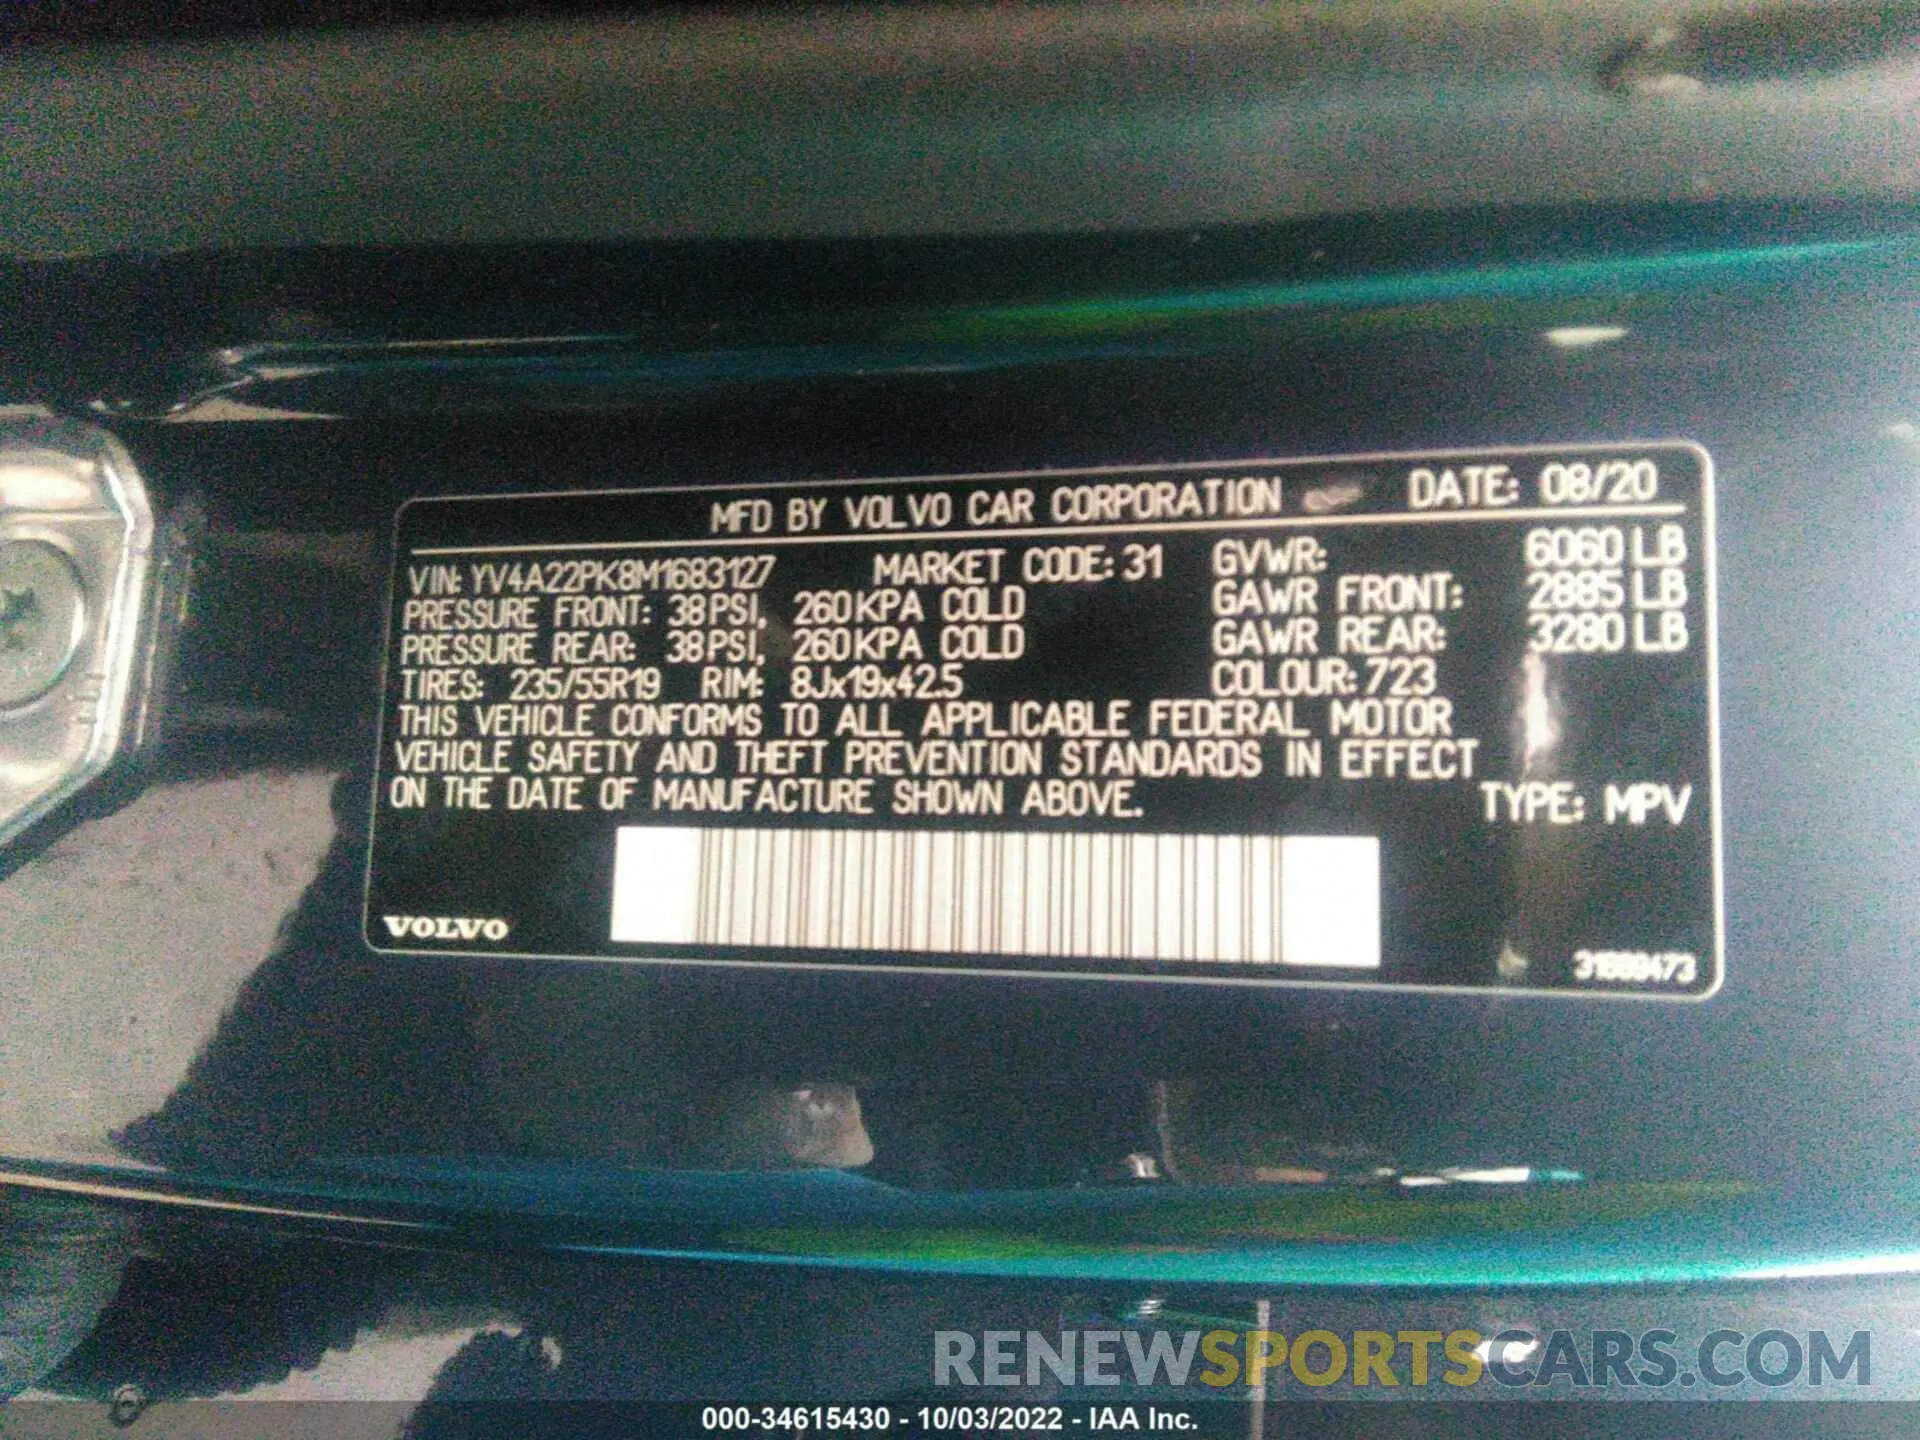 MFD BY VOLVO CAR CORPORATION DATE: 08/20
VIN: YV4A22PK8M1683127 MARKET CODE: 31 GVWR: 6060 LB
PRESSURE FRONT: 38 PSI, 260 KPA COLD GAWR FRONT: 2885 LB
PRESSURE REAR: 38 PSI, 260 KPA COLD GAWR REAR: 3280 LB
TIRES: 235/55R19 RIM: 8Jx19x42.5 COLOUR: 723
THIS VEHICLE CONFORMS TO ALL APPLICABLE FEDERAL MOTOR
VEHICLE SAFETY AND THEFT PREVENTION STANDARDS IN EFFECT
ON THE DATE OF MANUFACTURE SHOWN ABOVE. TYPE: MPV
VOLVO
RENEWSPORTSCARS.COM
000-34615430 - 10/03/2022 - IAA Inc.